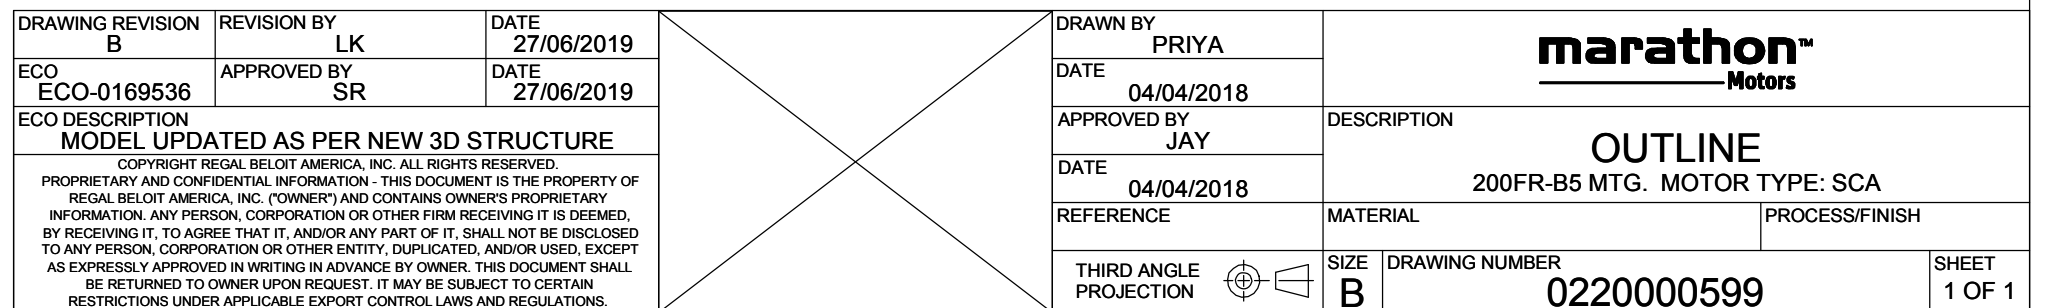 DRAWING REVISION
B
REVISION BY
LK
DATE
27/06/2019
ECO
ECO-0169536
APPROVED BY
SR
DATE
27/06/2019
ECO DESCRIPTION
MODEL UPDATED AS PER NEW 3D STRUCTURE
COPYRIGHT REGAL BELOIT AMERICA, INC. ALL RIGHTS RESERVED.
PROPRIETARY AND CONFIDENTIAL INFORMATION - THIS DOCUMENT IS THE PROPERTY OF
REGAL BELOIT AMERICA, INC. ("OWNER") AND CONTAINS OWNER'S PROPRIETARY
INFORMATION. ANY PERSON, CORPORATION OR OTHER FIRM RECEIVING IT IS DEEMED,
BY RECEIVING IT, TO AGREE THAT IT, AND/OR ANY PART OF IT, SHALL NOT BE DISCLOSED
TO ANY PERSON, CORPORATION OR OTHER ENTITY, DUPLICATED, AND/OR USED, EXCEPT
AS EXPRESSLY APPROVED IN WRITING IN ADVANCE BY OWNER. THIS DOCUMENT SHALL
BE RETURNED TO OWNER UPON REQUEST. IT MAY BE SUBJECT TO CERTAIN
RESTRICTIONS UNDER APPLICABLE EXPORT CONTROL LAWS AND REGULATIONS.
DRAWN BY
PRIYA
DATE
04/04/2018
APPROVED BY
JAY
DATE
04/04/2018
REFERENCE
THIRD ANGLE
PROJECTION
marathon™
Motors
DESCRIPTION
OUTLINE
200FR-B5 MTG. MOTOR TYPE: SCA
MATERIAL
PROCESS/FINISH
SIZE
B
DRAWING NUMBER
0220000599
SHEET
1 OF 1